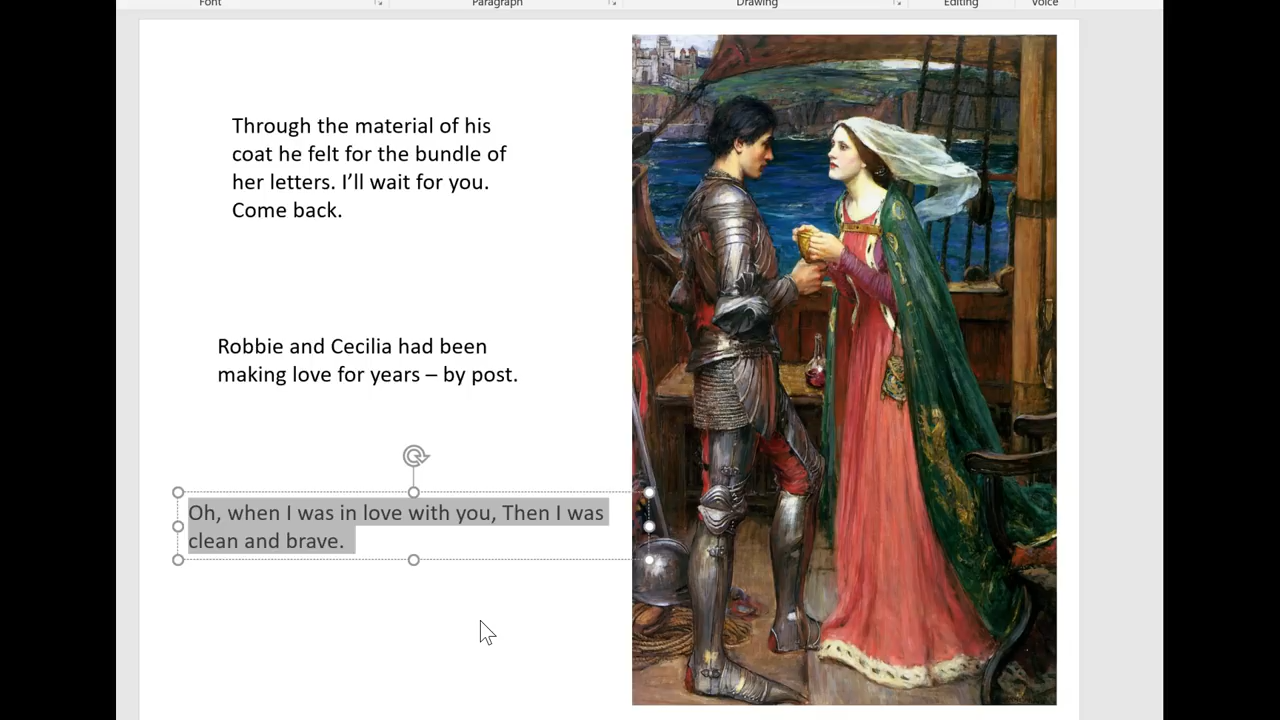 Font Paragraph Drawing Editing Voice
Through the material of his
coat he felt for the bundle of
her letters. I’ll wait for you.
Come back.
Robbie and Cecilia had been
making love for years – by post.
Oh, when I was in love with you, Then I was
clean and brave.